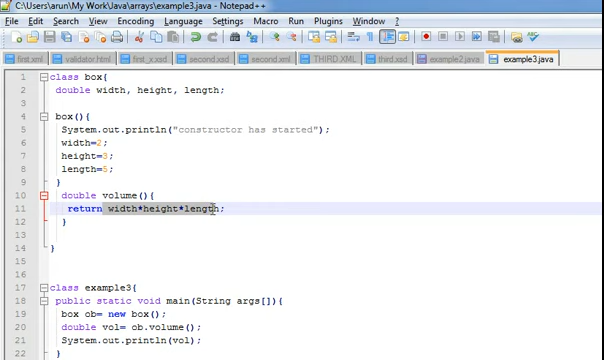 C:\Users\arun\My Work\Java\arrays\example3.java - Notepad++
File Edit Search View Encoding Language Settings Macro Run Plugins Window ?
first.xml validator.html first_x.xsd second.xsd second.xml THIRD.XML third.xsd example2.java example3.java
1 class box{
2 double width, height, length;
3
4 box(){
5 System.out.println("constructor has started");
6 width=2;
7 height=3;
8 length=5;
9 }
10 double volume(){
11 return width*height*length;
12 }
13
14 }
15
16
17 class example3{
18 public static void main(String args[]){
19 box ob= new box();
20 double vol= ob.volume();
21 System.out.println(vol);
22 }